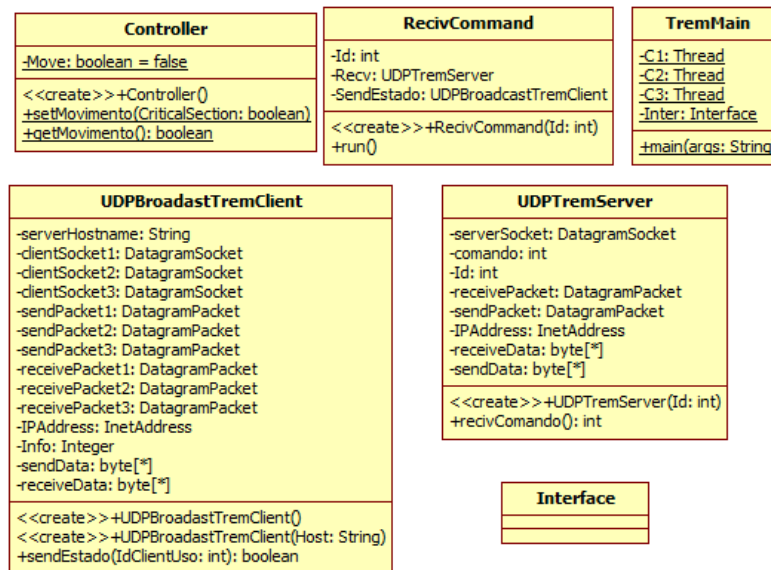 Controller
-Move: boolean = false
<<create>>+Controller()
+setMovimento(CriticalSection: boolean)
+getMovimento(): boolean
RecivCommand
-Id: int
-Recv: UDPTremServer
-SendEstado: UDPBroadcastTremClient
<<create>>+RecivCommand(Id: int)
+run()
TremMain
-C1: Thread
-C2: Thread
-C3: Thread
-Inter: Interface
+main(args: String
UDPBroadastTremClient
-serverHostname: String
-clientSocket1: DatagramSocket
-clientSocket2: DatagramSocket
-clientSocket3: DatagramSocket
-sendPacket1: DatagramPacket
-sendPacket2: DatagramPacket
-sendPacket3: DatagramPacket
-receivePacket1: DatagramPacket
-receivePacket2: DatagramPacket
-receivePacket3: DatagramPacket
-IPAddress: InetAddress
-Info: Integer
-sendData: byte[*]
-receiveData: byte[*]
<<create>>+UDPBroadastTremClient()
<<create>>+UDPBroadastTremClient(Host: String)
+sendEstado(IdClientUso: int): boolean
UDPTremServer
-serverSocket: DatagramSocket
-comando: int
-Id: int
-receivePacket: DatagramPacket
-sendPacket: DatagramPacket
-IPAddress: InetAddress
-receiveData: byte[*]
-sendData: byte[*]
<<create>>+UDPTremServer(Id: int)
+recivComando(): int
Interface